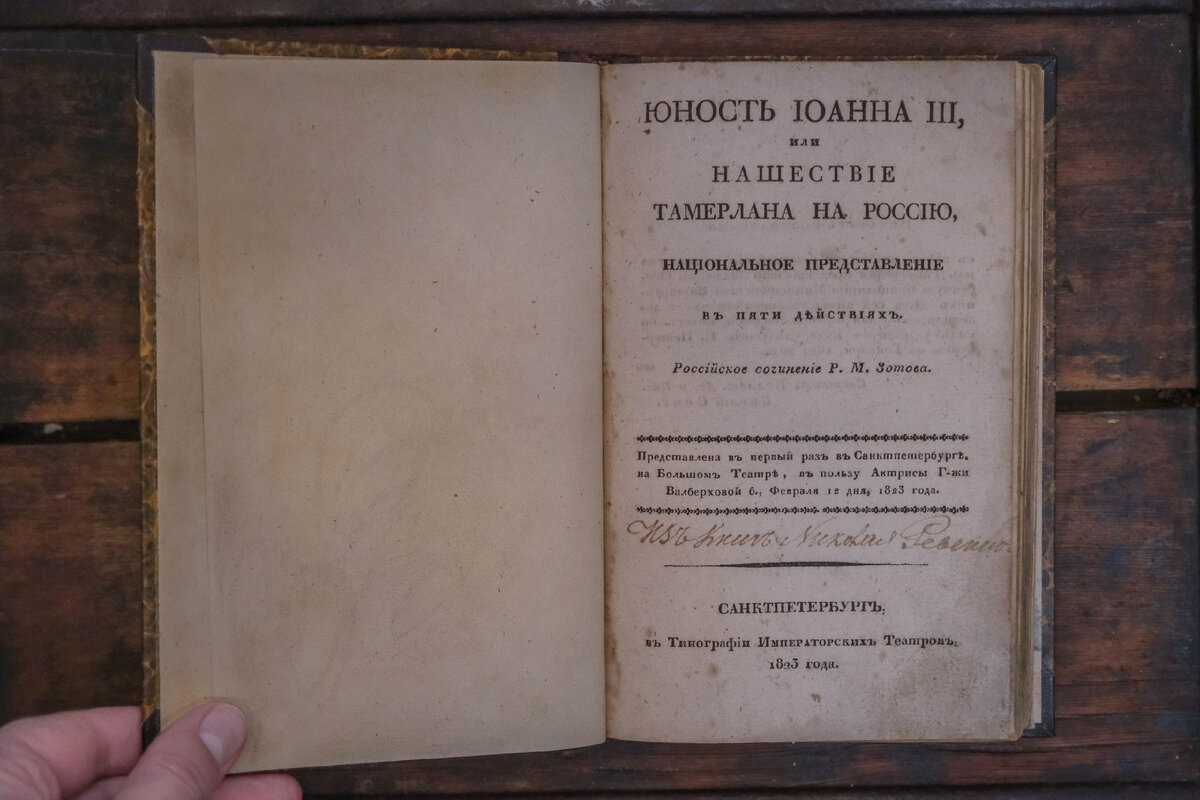 ЮНОСТЬ ІОАННА III,
или
НАШЕСТВІЕ
ТАМЕРЛАНА НА РОССІЮ,
НАЦІОНАЛЬНОЕ ПРЕДСТАВЛЕНІЕ
въ пяти дѣйствіяхъ.
Россійское сочиненіе Р. М. Зотова.
Представлена въ первый разъ въ Санктпетербургѣ,
на Большомъ Театрѣ, въ пользу Актрисы Г-жи
Валберховой б., Февраля 12 дня, 1823 года.
Изъ Книгъ Николая
САНКТПЕТЕРБУРГЪ,
въ Типографіи Императорскихъ Театровъ,
1823 года.